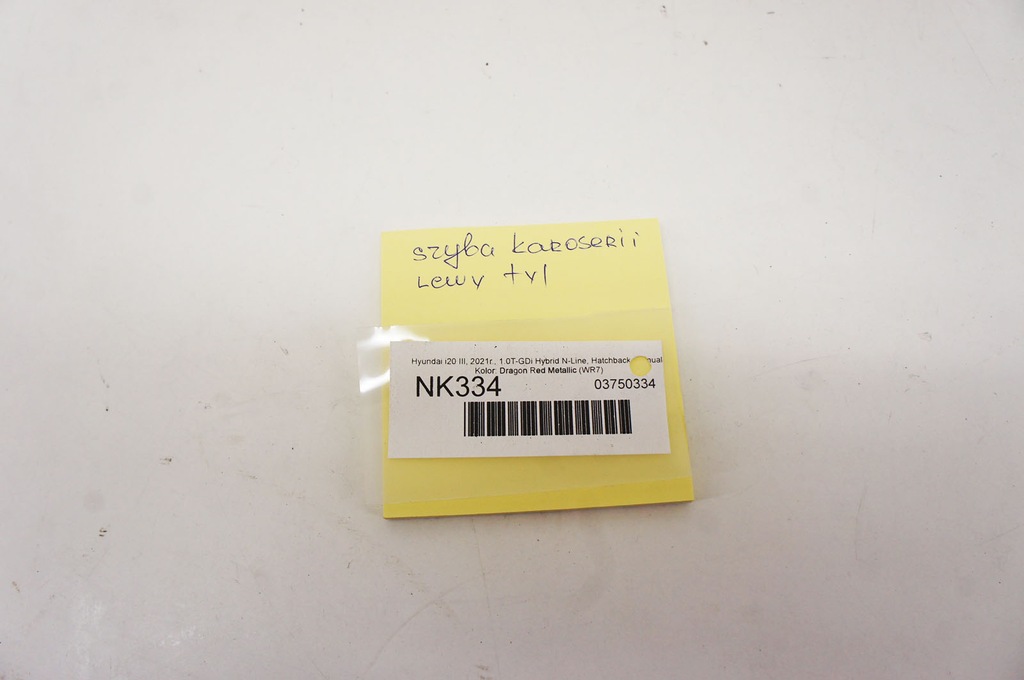 szyba karoserii
lewy tył
Hyundai i20 III, 2021r., 1.0T-GDi Hybrid N-Line, Hatchback
Kolor: Dragon Red Metallic (WR7)
NK334
03750334